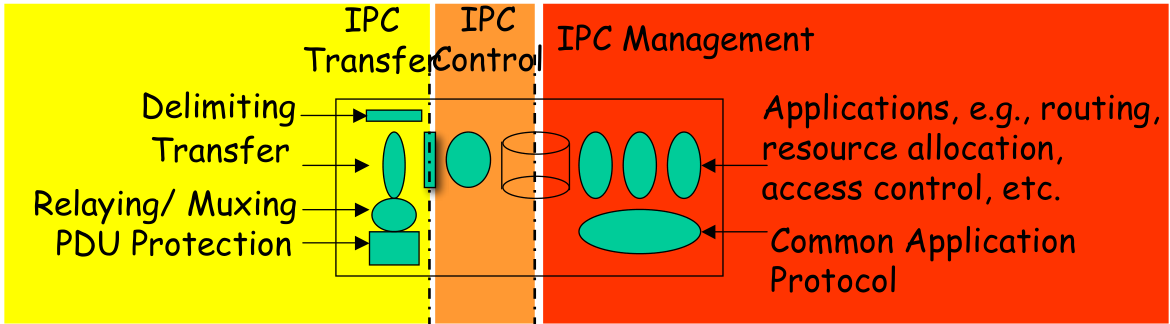 IPC
Transfer
IPC
Control
IPC Management
Delimiting
Transfer
Relaying/ Muxing
PDU Protection
Applications, e.g., routing,
resource allocation,
access control, etc.
Common Application
Protocol